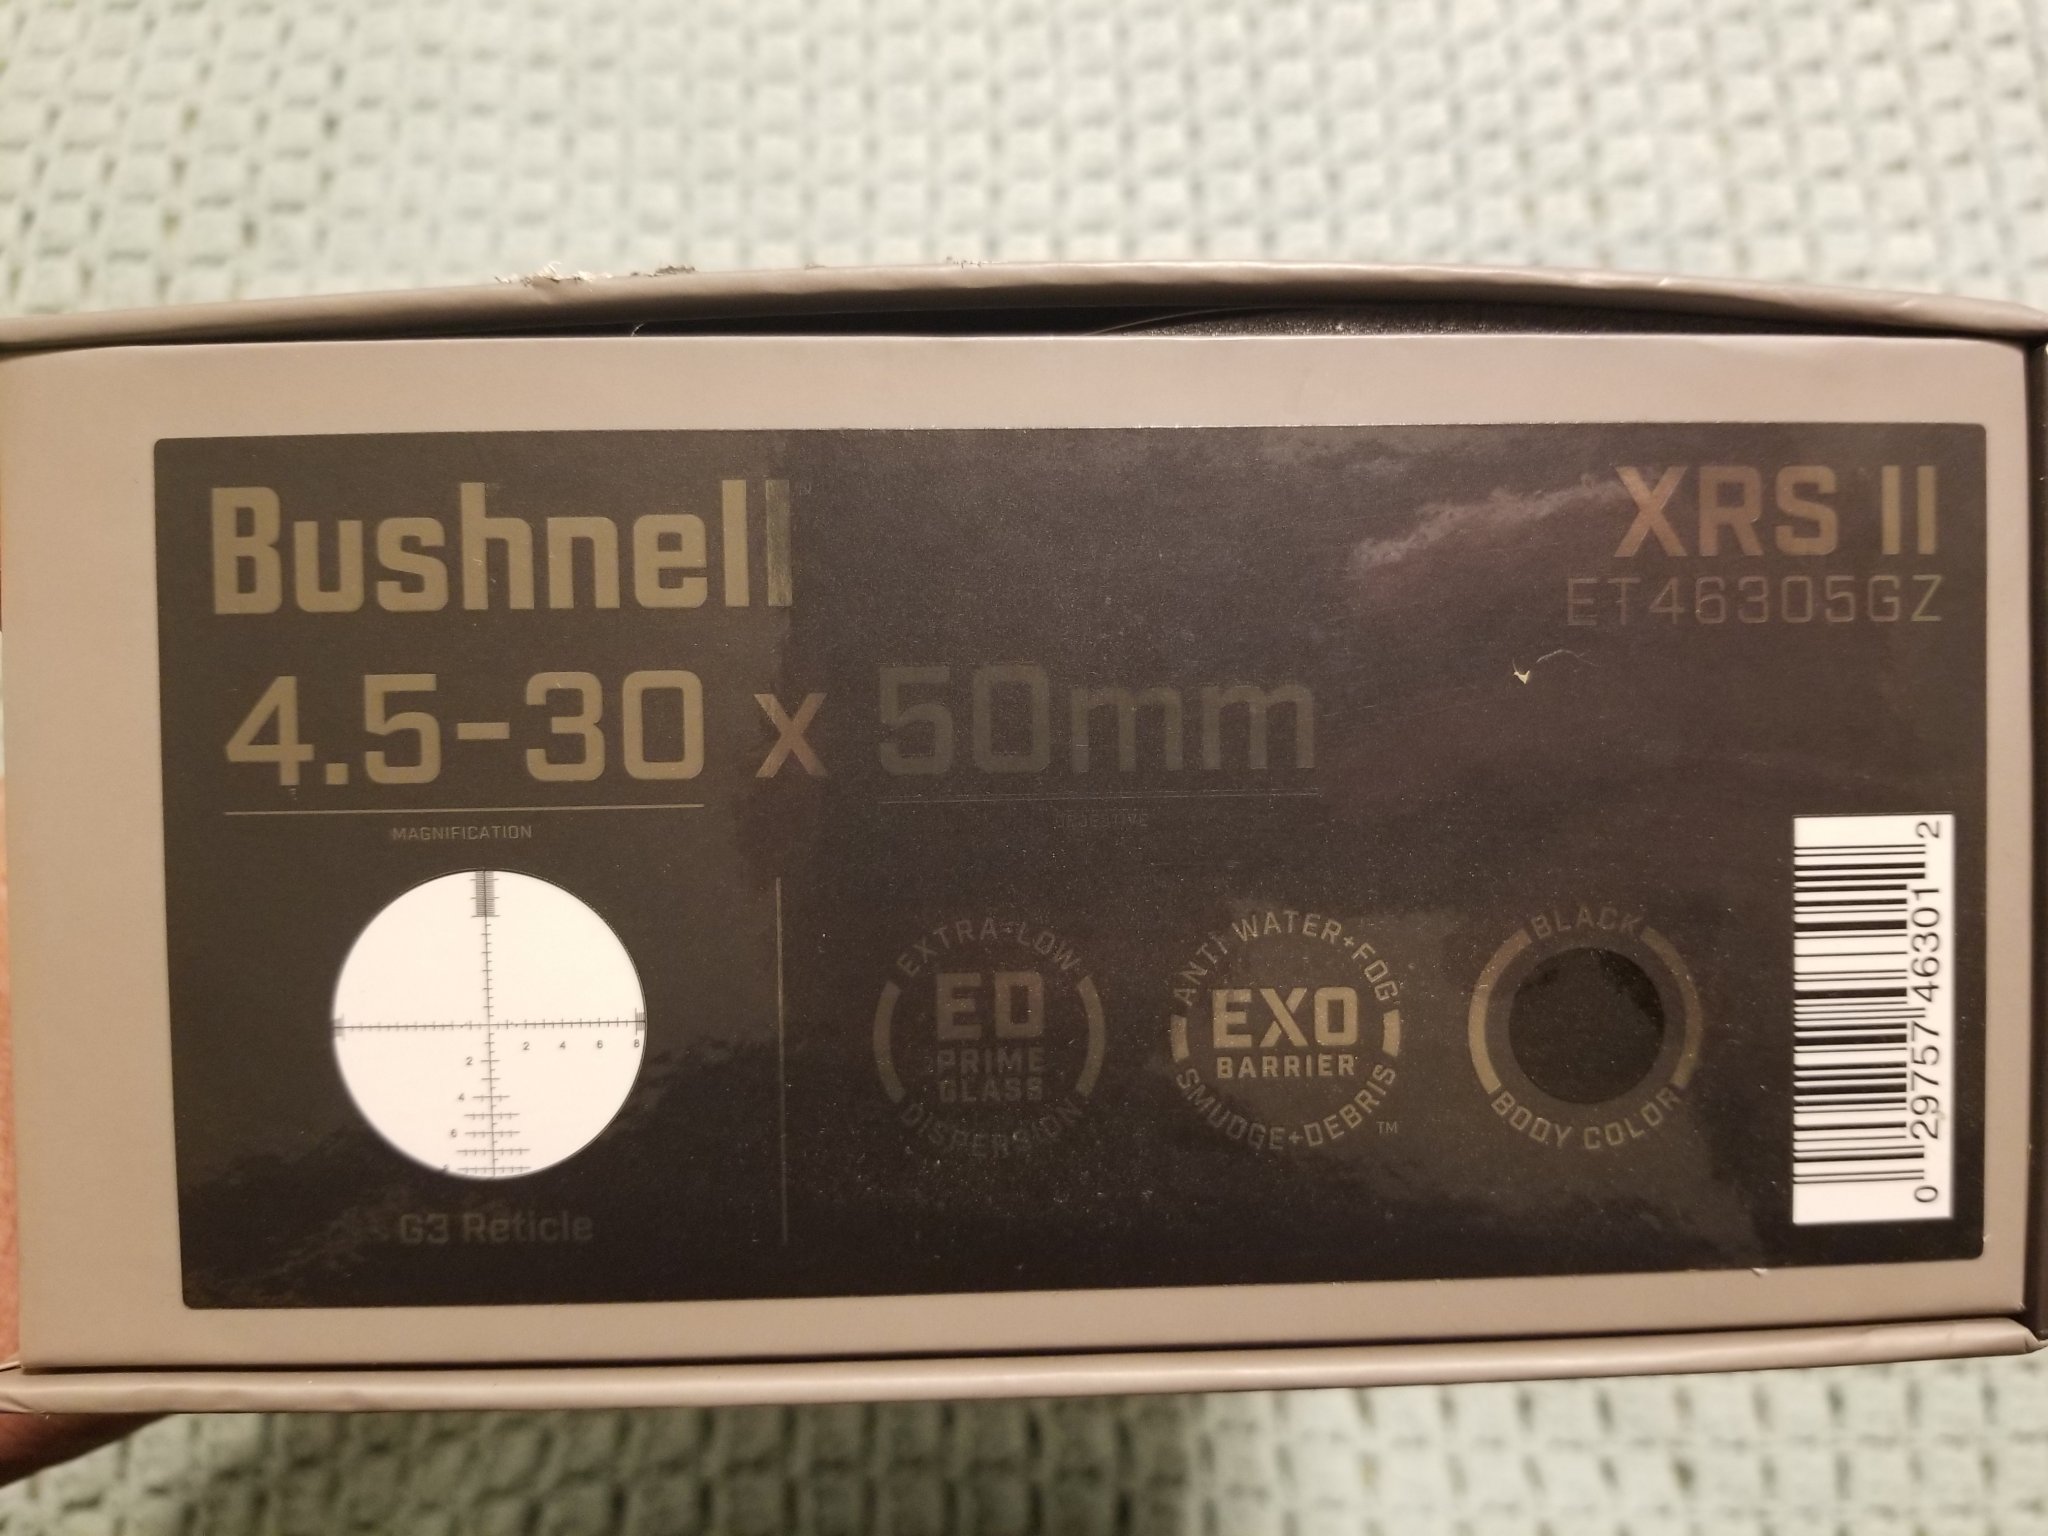 Bushnell
XRS II
ET46305GZ
4.5-30 x 50mm
MAGNIFICATION
OBJECTIVE
2 4 6 8
2
4
6
G3 Reticle
EXTRA-LOW
ED
PRIME
GLASS
DISPERSION
ANTI WATER+FOG
EXO
BARRIER
SMUDGE+DEBRIS
TM
BLACK
BODY COLOR
0 29757 46301 2